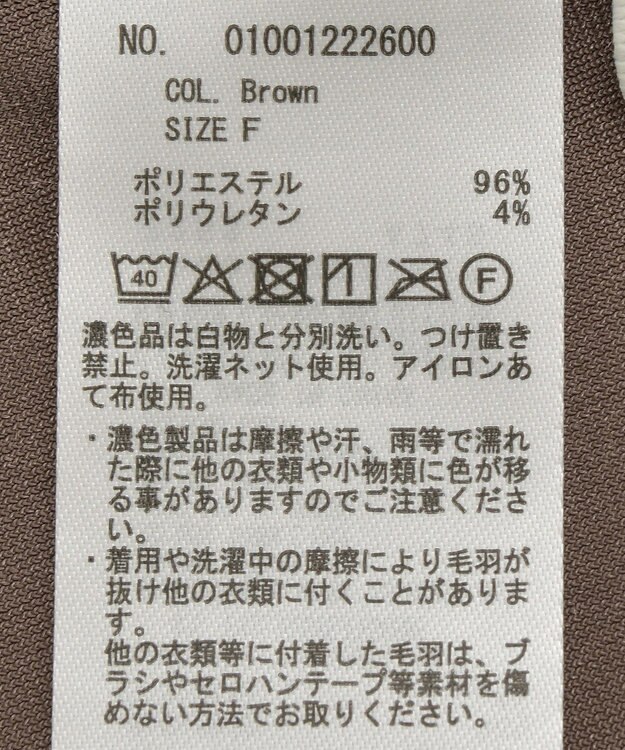 NO. 01001222600
COL. Brown
SIZE F
ポリエステル 96%
ポリウレタン 4%
40 F
濃色品は白物と分別洗い。つけ置き
禁止。洗濯ネット使用。アイロンあ
て布使用。
・濃色製品は摩擦や汗、雨等で濡れ
た際に他の衣類や小物類に色が移
る事がありますのでご注意くださ
い。
・着用や洗濯中の摩擦により毛羽が
抜け他の衣類に付くことがありま
す。
他の衣類等に付着した毛羽は、ブ
ラシやセロハンテープ等素材を傷
めない方法でお取りください。